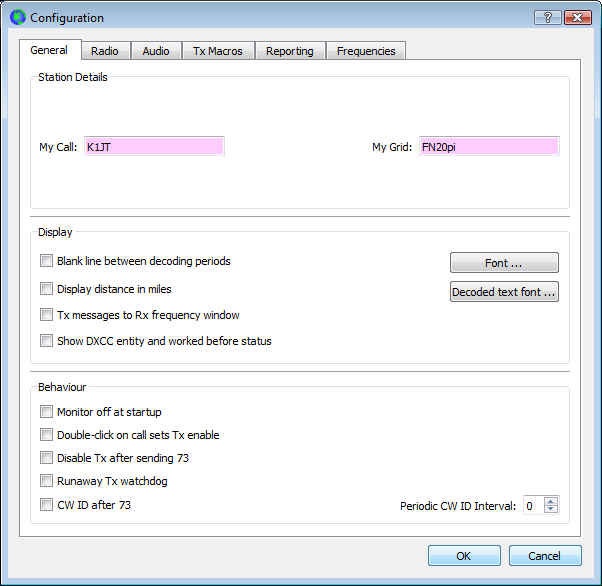 Configuration
General Radio Audio Tx Macros Reporting Frequencies
Station Details
My Call: K1JT My Grid: FN20pi
Display
Blank line between decoding periods Font ...
Display distance in miles Decoded text font ...
Tx messages to Rx frequency window
Show DXCC entity and worked before status
Behaviour
Monitor off at startup
Double-click on call sets Tx enable
Disable Tx after sending 73
Runaway Tx watchdog
CW ID after 73 Periodic CW ID Interval: 0
OK Cancel